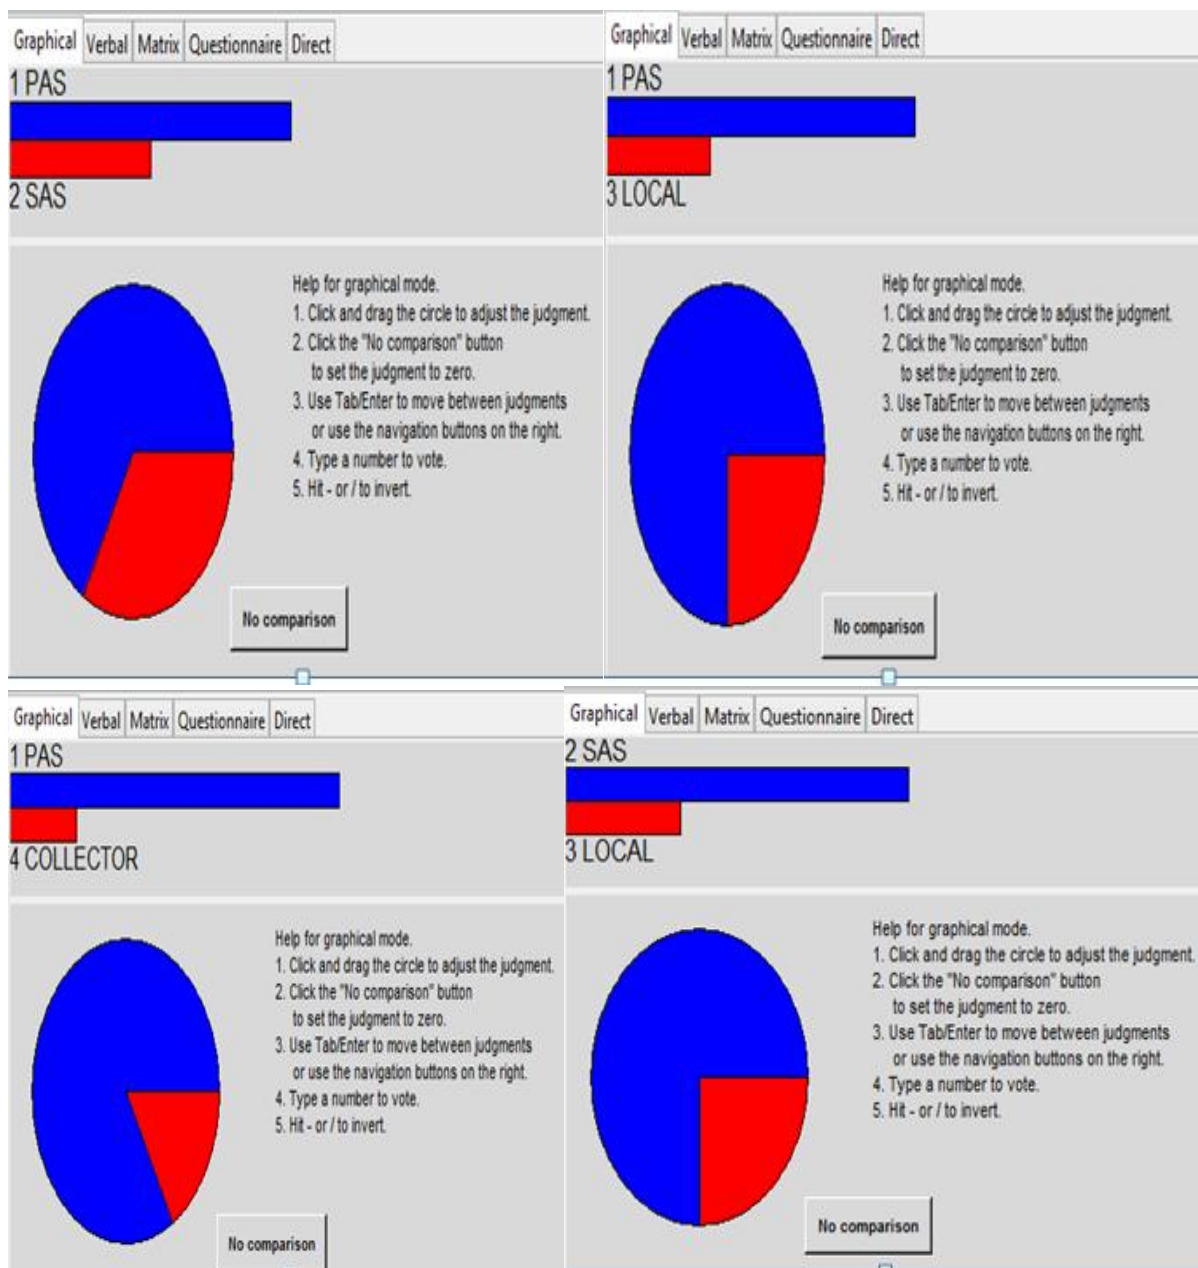 Graphical Verbal Matrix Questionnaire Direct
1 PAS
2 SAS
Help for graphical mode.
1. Click and drag the circle to adjust the judgment.
2. Click the "No comparison" button
to set the judgment to zero.
3. Use Tab/Enter to move between judgments
or use the navigation buttons on the right.
4. Type a number to vote.
5. Hit - or / to invert.
No comparison
Graphical Verbal Matrix Questionnaire Direct
1 PAS
3 LOCAL
Help for graphical mode.
1. Click and drag the circle to adjust the judgment.
2. Click the "No comparison" button
to set the judgment to zero.
3. Use Tab/Enter to move between judgments
or use the navigation buttons on the right.
4. Type a number to vote.
5. Hit - or / to invert.
No comparison
Graphical Verbal Matrix Questionnaire Direct
1 PAS
4 COLLECTOR
Help for graphical mode.
1. Click and drag the circle to adjust the judgment.
2. Click the "No comparison" button
to set the judgment to zero.
3. Use Tab/Enter to move between judgments
or use the navigation buttons on the right.
4. Type a number to vote.
5. Hit - or / to invert.
No comparison
Graphical Verbal Matrix Questionnaire Direct
2 SAS
3 LOCAL
Help for graphical mode.
1. Click and drag the circle to adjust the judgment.
2. Click the "No comparison" button
to set the judgment to zero.
3. Use Tab/Enter to move between judgments
or use the navigation buttons on the right.
4. Type a number to vote.
5. Hit - or / to invert.
No comparison